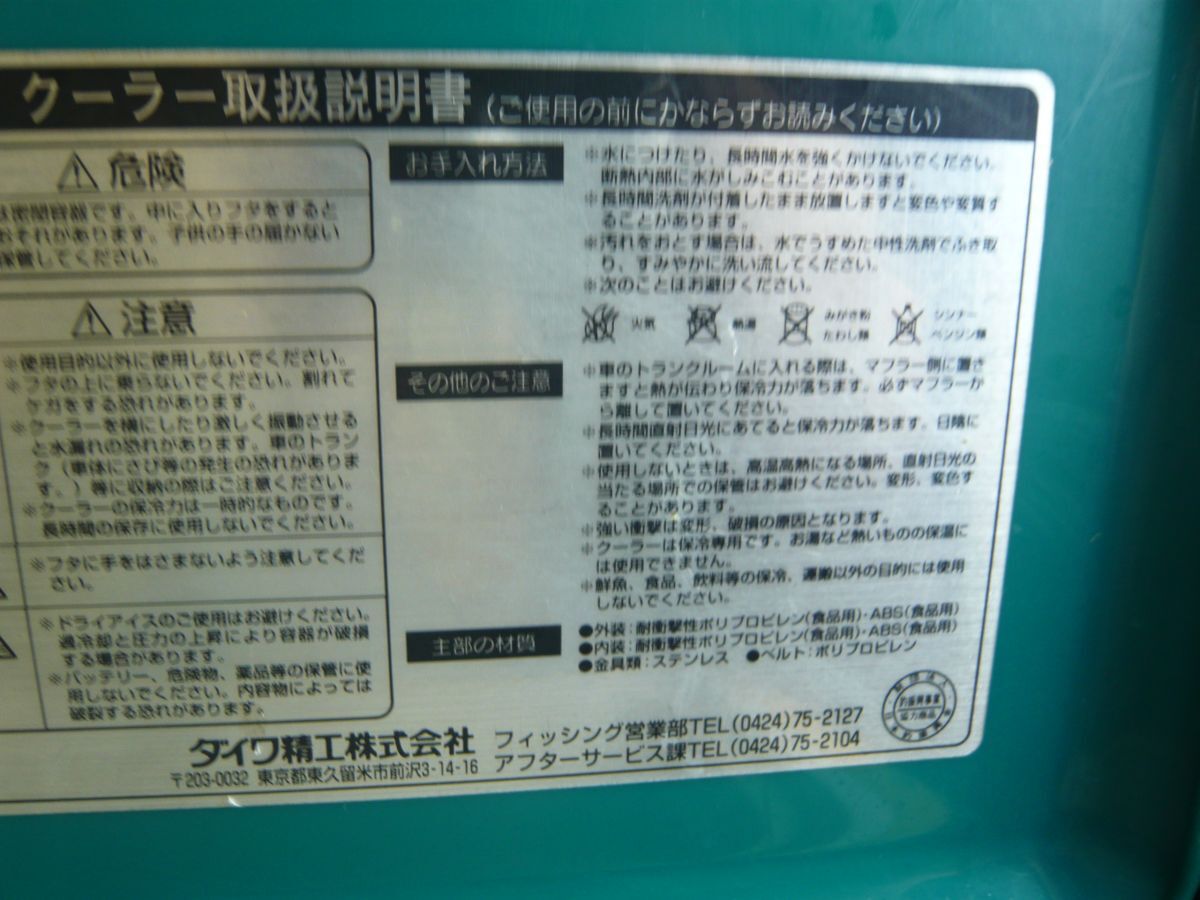 クーラー取扱説明書(ご使用の前にかならずお読みください)
危険
は密閉容器です。中に入りフタをすると
おそれがあります。子供の手の届かない
保管してください。
注意
※使用目的以外に使用しないでください。
※フタの上に乗らないでください。割れて
ケガをする恐れがあります。
※クーラーを横にしたり激しく振動させる
と水漏れの恐れがあります。車のトラン
ク(車体にさび等の発生の恐れがありま
す。)等に収納の際はご注意ください。
※クーラーの保冷力は一時的なものです。
長時間の保存に使用しないでください。
※フタに手をはさまないよう注意してくだ
さい。
※ドライアイスのご使用はお避けください。
過冷却と圧力の上昇により容器が破損
する場合があります。
※バッテリー、危険物、薬品等の保管に使
用しないでください。内容物によっては
破裂する恐れがあります。
お手入れ方法
※水につけたり、長時間水を強くかけないでください。
断熱内部に水がしみこむことがあります。
※長時間洗剤が付着したまま放置しますと変色や変質す
ることがあります。
※汚れをおとす場合は、水でうすめた中性洗剤でふき取
り、すみやかに洗い流してください。
※次のことはお避けください。
火気
熱湯
みがき粉
たわし類
シンナー
ベンジン類
その他のご注意
※車のトランクルームに入れる際は、マフラー側に置き
ますと熱が伝わり保冷力が落ちます。必ずマフラーか
ら離して置いてください。
※長時間直射日光にあてると保冷力が落ちます。日陰に
置いてください。
※使用しないときは、高温高熱になる場所、直射日光の
当たる場所での保管はお避けください。変形、変色す
ることがあります。
※強い衝撃は変形、破損の原因となります。
※クーラーは保冷専用です。お湯など熱いものの保温に
は使用できません。
※鮮魚、食品、飲料等の保冷、運搬以外の目的には使用
しないでください。
主部の材質
●外装:耐衝撃性ポリプロピレン(食品用)・ABS(食品用)
●内装:耐衝撃性ポリプロピレン(食品用)・ABS(食品用)
●金具類:ステンレス ●ベルト:ポリプロピレン
ダイワ精工株式会社
〒203-0032 東京都東久留米市前沢3-14-16
フィッシング営業部TEL(0424)75-2127
アフターサービス課TEL(0424)75-2104